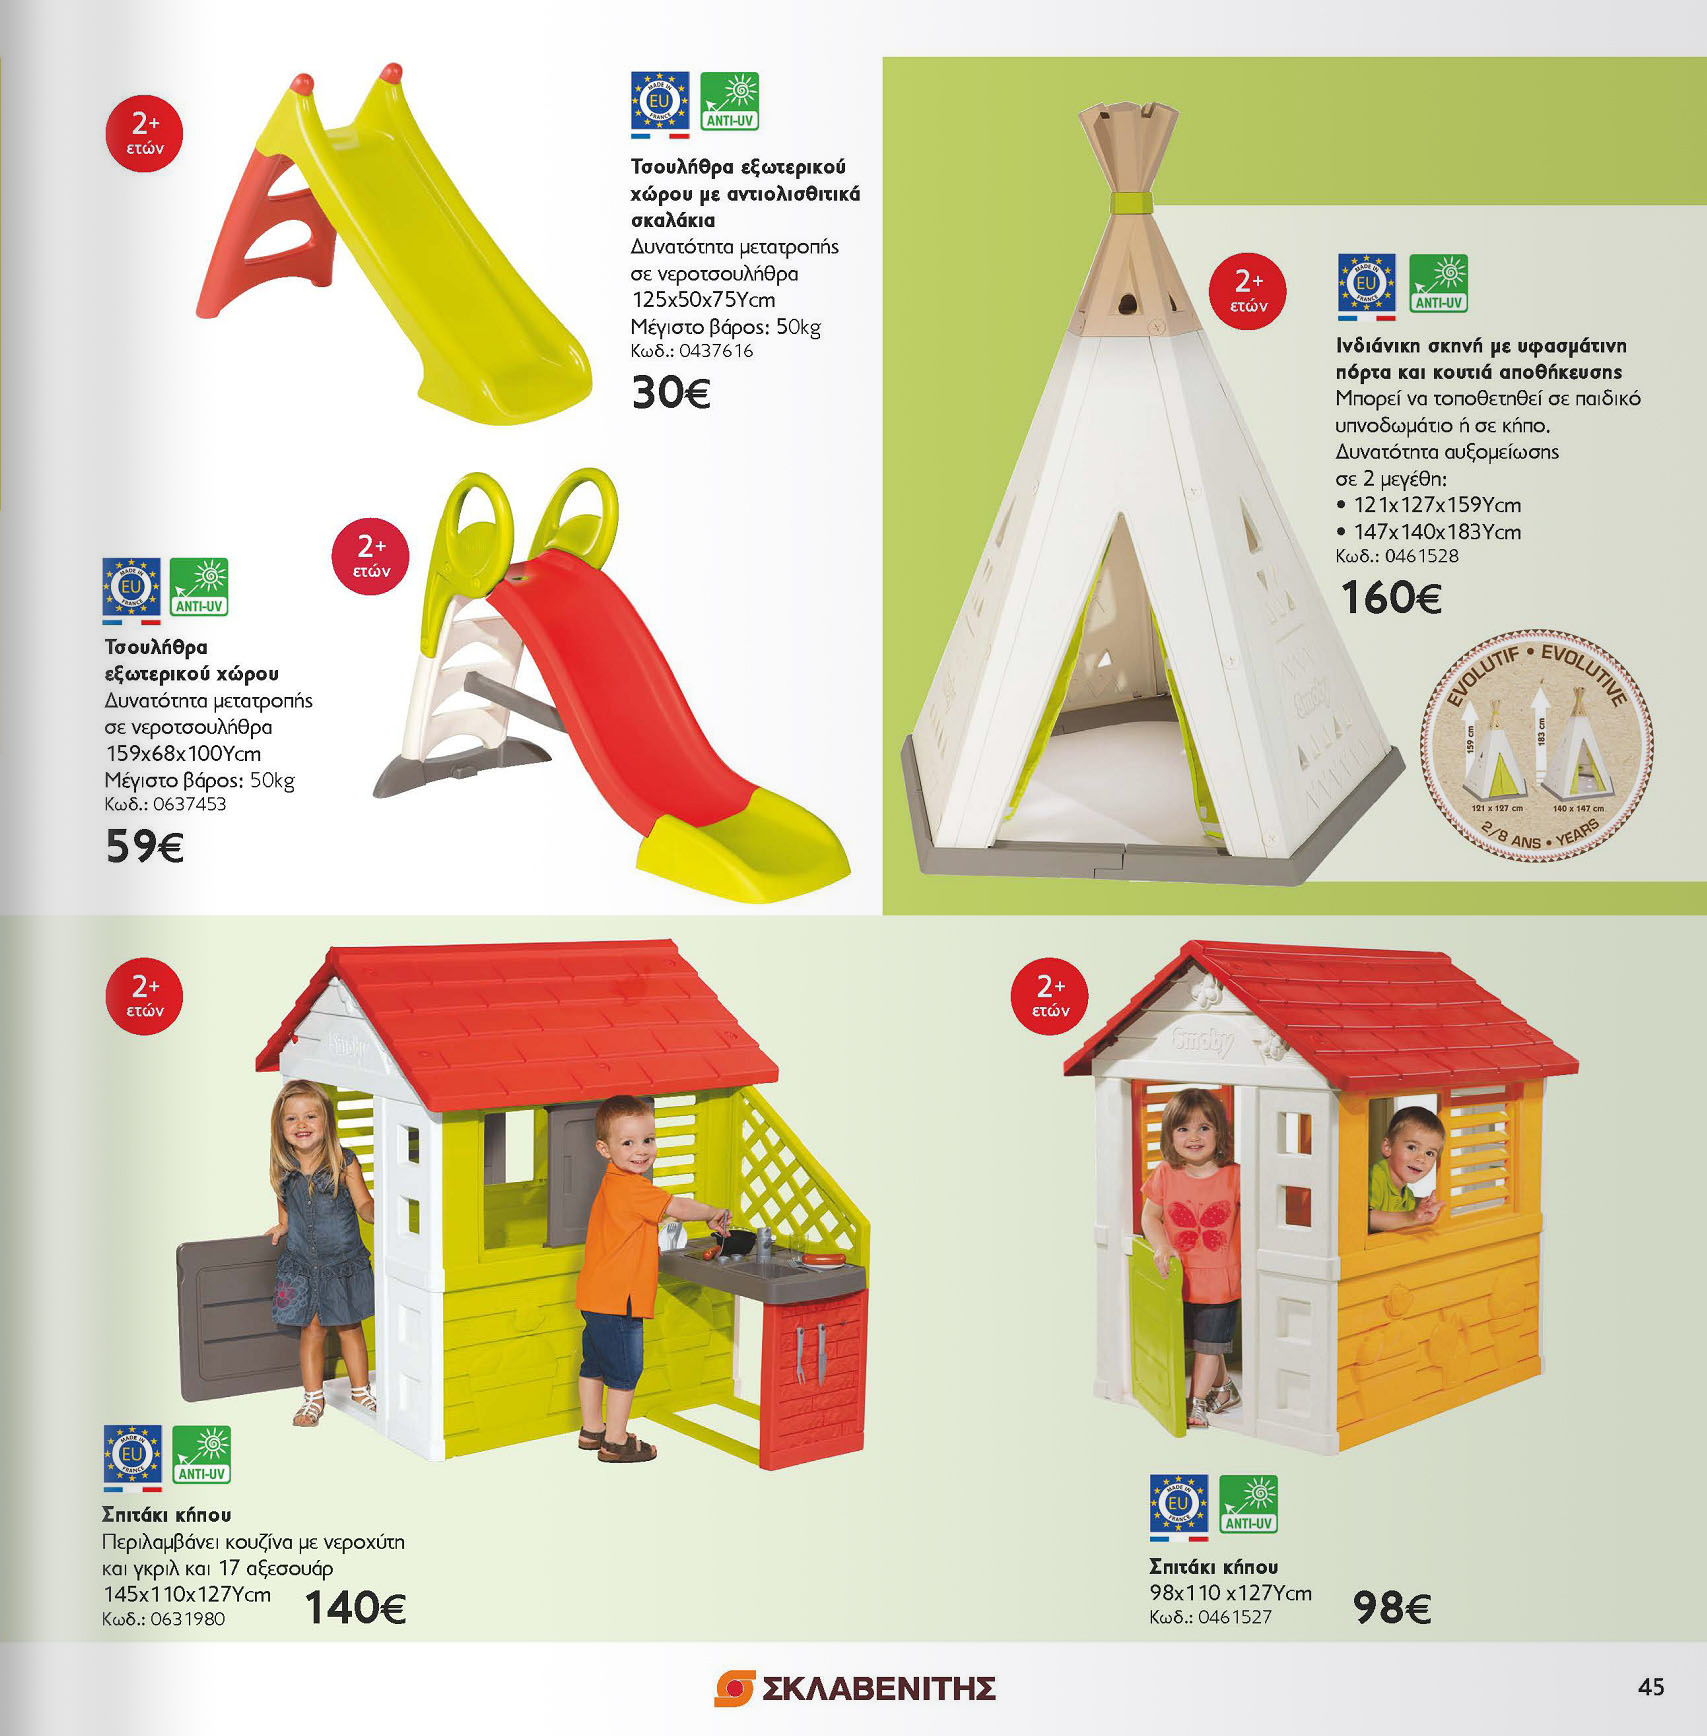 2+
ετών
MADE IN
EU
FRANCE
ANTI-UV
Τσουλήθρα εξωτερικού
χώρου με αντιολισθιτικά
σκαλάκια
Δυνατότητα μετατροπής
σε νεροτσουλήθρα
125x50x75Υcm
Μέγιστο βάρος: 50kg
Κωδ.: 0437616
30€
2+
ετών
MADE IN
EU
FRANCE
ANTI-UV
Τσουλήθρα
εξωτερικού χώρου
Δυνατότητα μετατροπής
σε νεροτσουλήθρα
159x68x100Υcm
Μέγιστο βάρος: 50kg
Κωδ.: 0637453
59€
2+
ετών
MADE IN
EU
FRANCE
ANTI-UV
Ινδιάνικη σκηνή με υφασμάτινη
πόρτα και κουτιά αποθήκευσης
Μπορεί να τοποθετηθεί σε παιδικό
υπνοδωμάτιο ή σε κήπο.
Δυνατότητα αυξομείωσης
σε 2 μεγέθη:
• 121x127x159Υcm
• 147x140x183Υcm
Κωδ.: 0461528
160€
Smoby
EVOLUTIF • EVOLUTIVE
159 cm
183 cm
121 x 127 cm
140 x 147 cm
2/8 ANS • YEARS
2+
ετών
Smoby
MADE IN
EU
FRANCE
ANTI-UV
Σπιτάκι κήπου
Περιλαμβάνει κουζίνα με νεροχύτη
και γκριλ και 17 αξεσουάρ
145x110x127Υcm
Κωδ.: 0631980
140€
2+
ετών
Smoby
MADE IN
EU
FRANCE
ANTI-UV
Σπιτάκι κήπου
98x110 x127Υcm
Κωδ.: 0461527
98€
ΣΚΛΑΒΕΝΙΤΗΣ
45